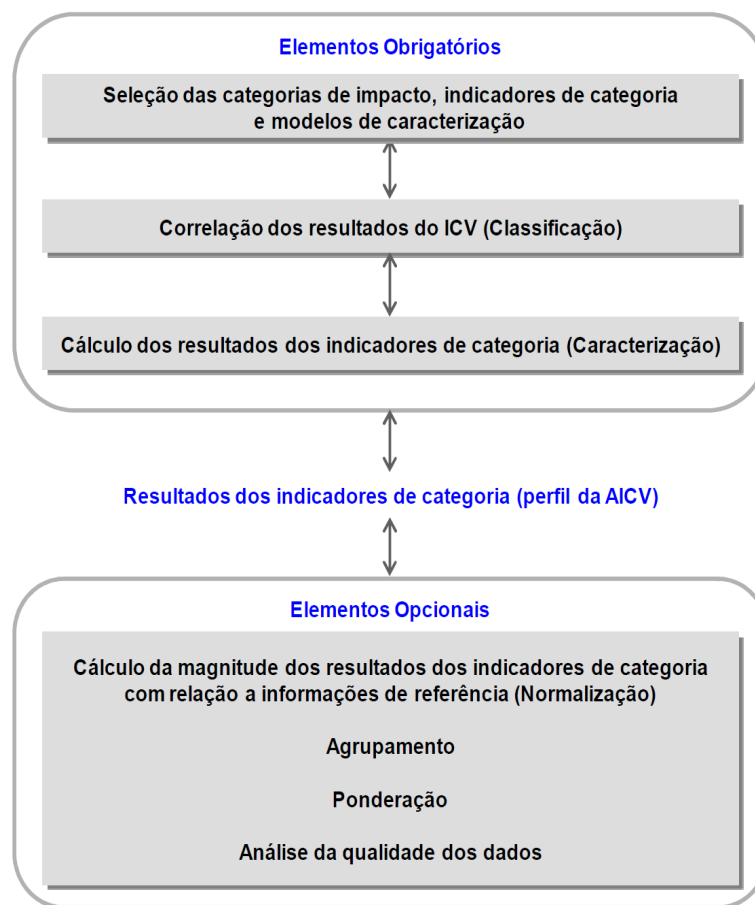 Elementos Obrigatórios
Seleção das categorias de impacto, indicadores de categoria
e modelos de caracterização
Correlação dos resultados do ICV (Classificação)
Cálculo dos resultados dos indicadores de categoria (Caracterização)
Resultados dos indicadores de categoria (perfil da AICV)
Elementos Opcionais
Cálculo da magnitude dos resultados dos indicadores de categoria
com relação a informações de referência (Normalização)
Agrupamento
Ponderação
Análise da qualidade dos dados